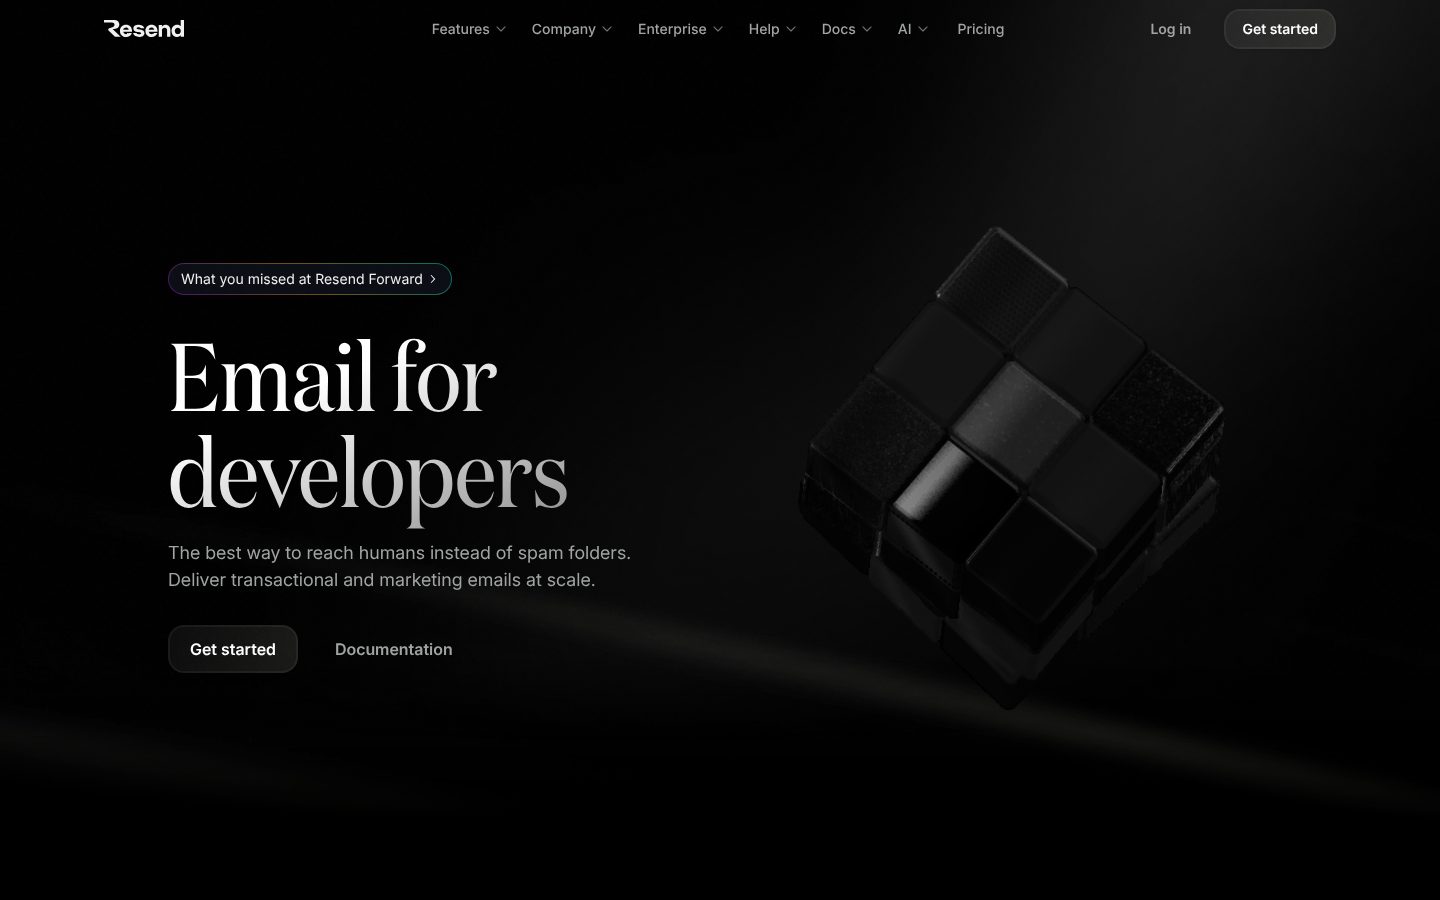 Resend
Features
Company
Enterprise
Help
Docs
AI
Pricing
Log in
Get started
What you missed at Resend Forward
Email for
developers
The best way to reach humans instead of spam folders.
Deliver transactional and marketing emails at scale.
Get started
Documentation